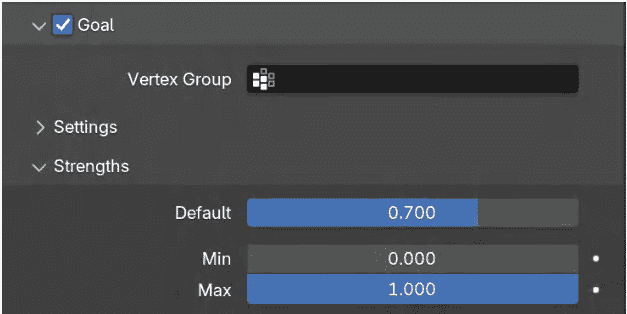 Goal
Vertex Group
Settings
Strengths
Default 0.700
Min 0.000
Max 1.000